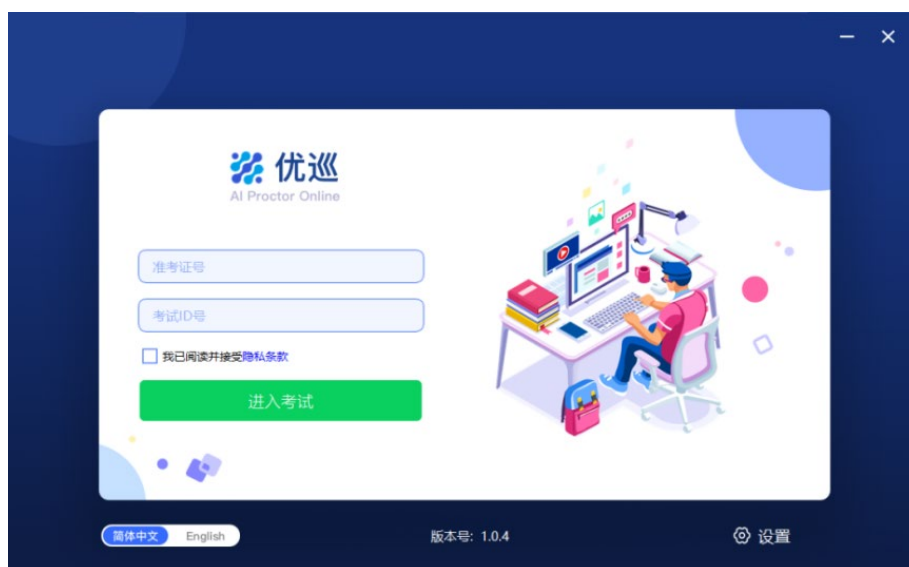 优巡
AI Proctor Online
准考证号
考试ID号
我已阅读并接受隐私条款
进入考试
简体中文 English
版本号: 1.0.4
设置